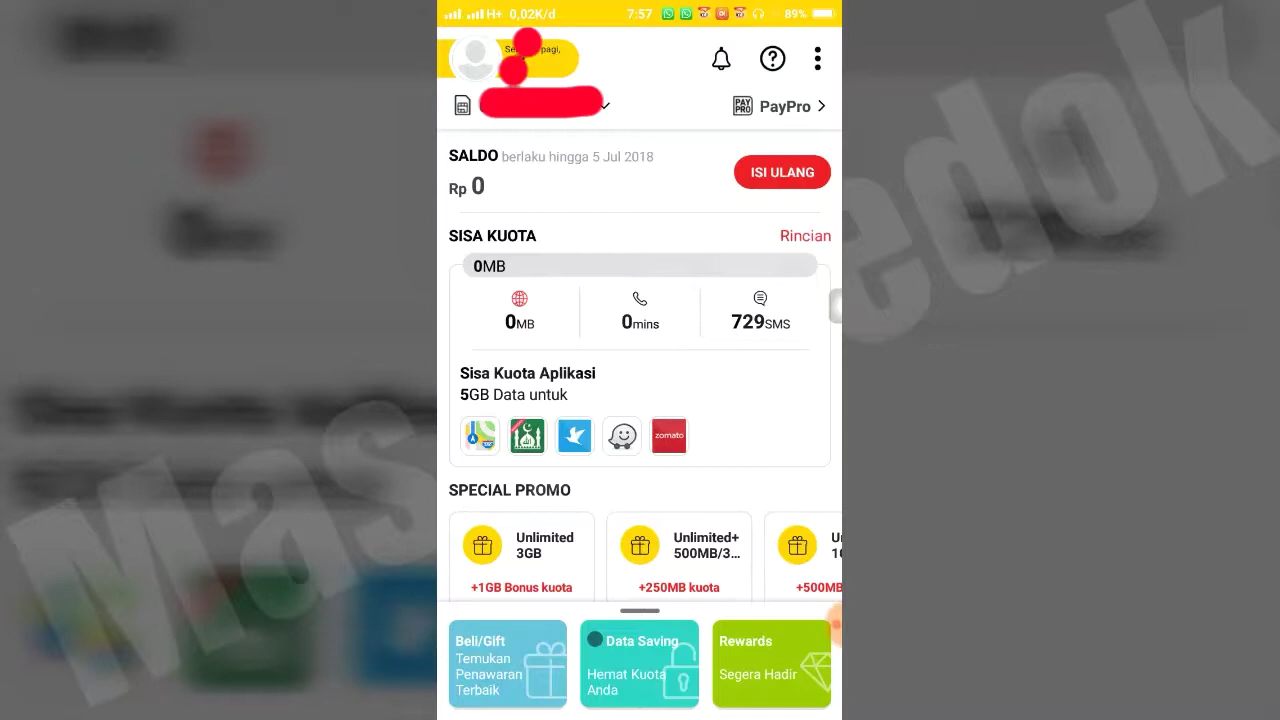 H+ 0,02K/d 7:57 89%
pagi,
PayPro
SALDO berlaku hingga 5 Jul 2018
Rp 0
ISI ULANG
SISA KUOTA
Rincian
0MB
0MB
0mins
729SMS
Sisa Kuota Aplikasi
5GB Data untuk
zomato
SPECIAL PROMO
Unlimited
3GB
+1GB Bonus kuota
Unlimited+
500MB/3...
+250MB kuota
+500MB
Beli/Gift
Temukan
Penawaran
Terbaik
Data Saving
Hemat Kuota
Anda
Rewards
Segera Hadir
Mas
edok